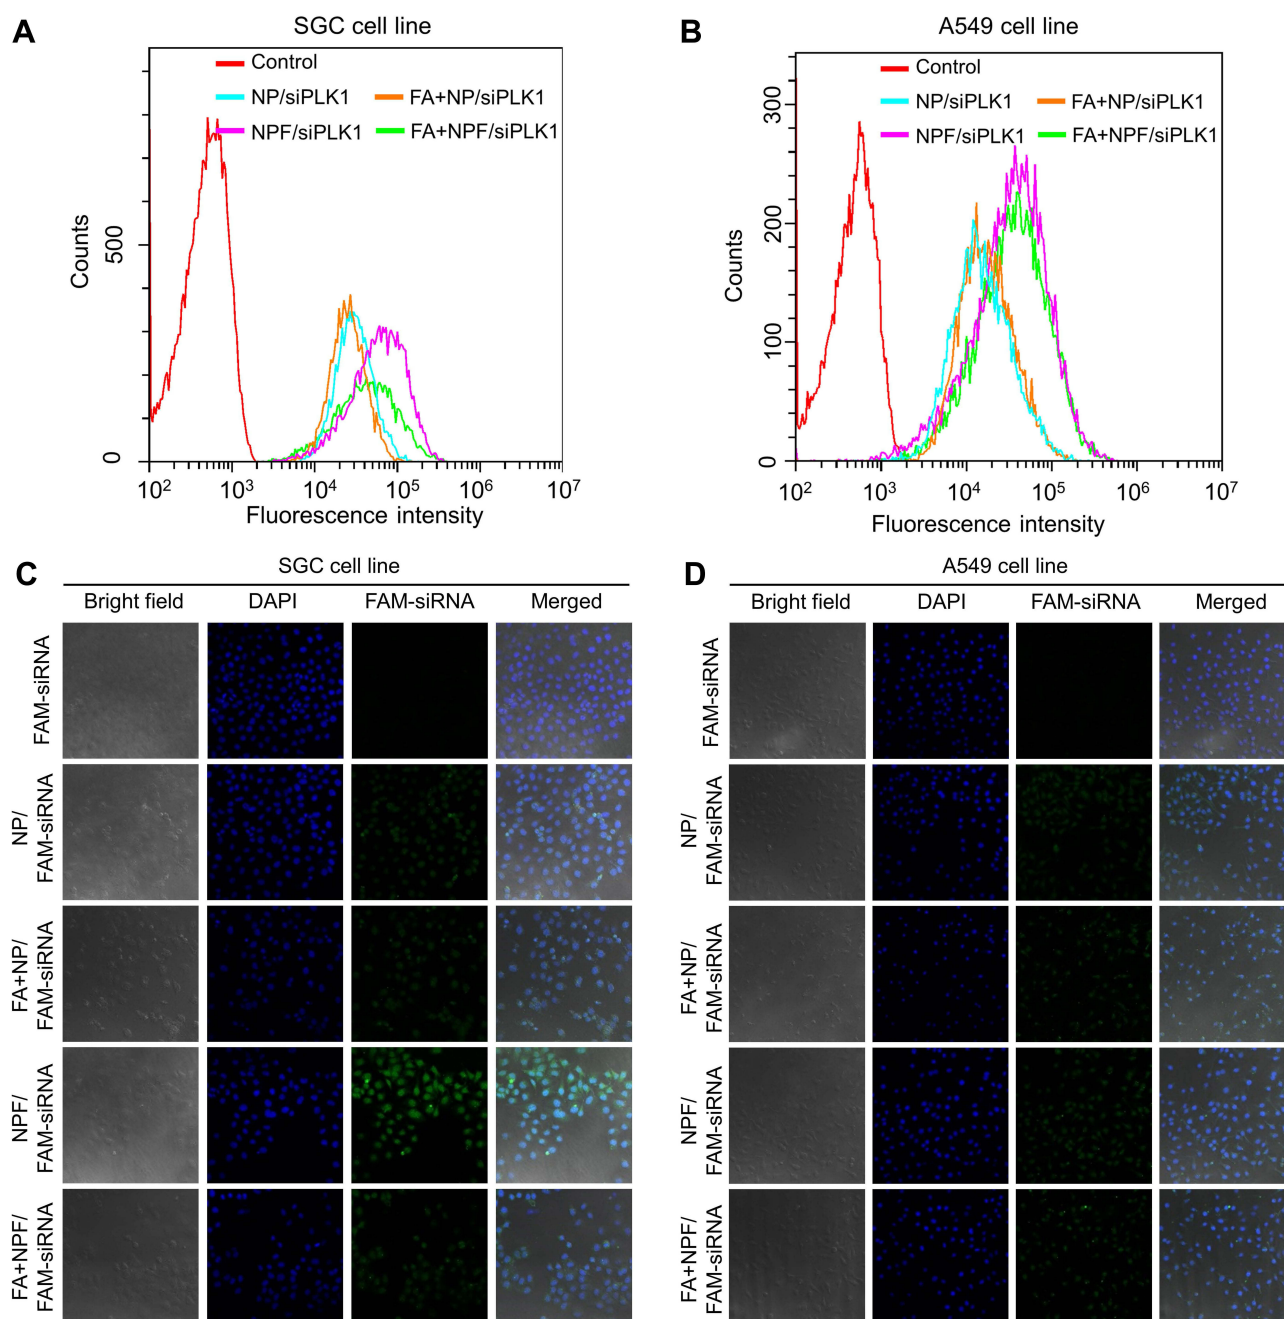 A
SGC cell line
Control
NP/siPLK1
FA+NP/siPLK1
NPF/siPLK1
FA+NPF/siPLK1
Counts
500
0
10²
10³
10⁴
10⁵
10⁶
10⁷
Fluorescence intensity
B
A549 cell line
Control
NP/siPLK1
FA+NP/siPLK1
NPF/siPLK1
FA+NPF/siPLK1
Counts
300
200
100
0
10²
10³
10⁴
10⁵
10⁶
10⁷
Fluorescence intensity
C
SGC cell line
Bright field
DAPI
FAM-siRNA
Merged
FAM-siRNA
NP/
FAM-siRNA
FA+NP/
FAM-siRNA
NPF/
FAM-siRNA
FA+NPF/
FAM-siRNA
D
A549 cell line
Bright field
DAPI
FAM-siRNA
Merged
FAM-siRNA
NP/
FAM-siRNA
FA+NP/
FAM-siRNA
NPF/
FAM-siRNA
FA+NPF/
FAM-siRNA